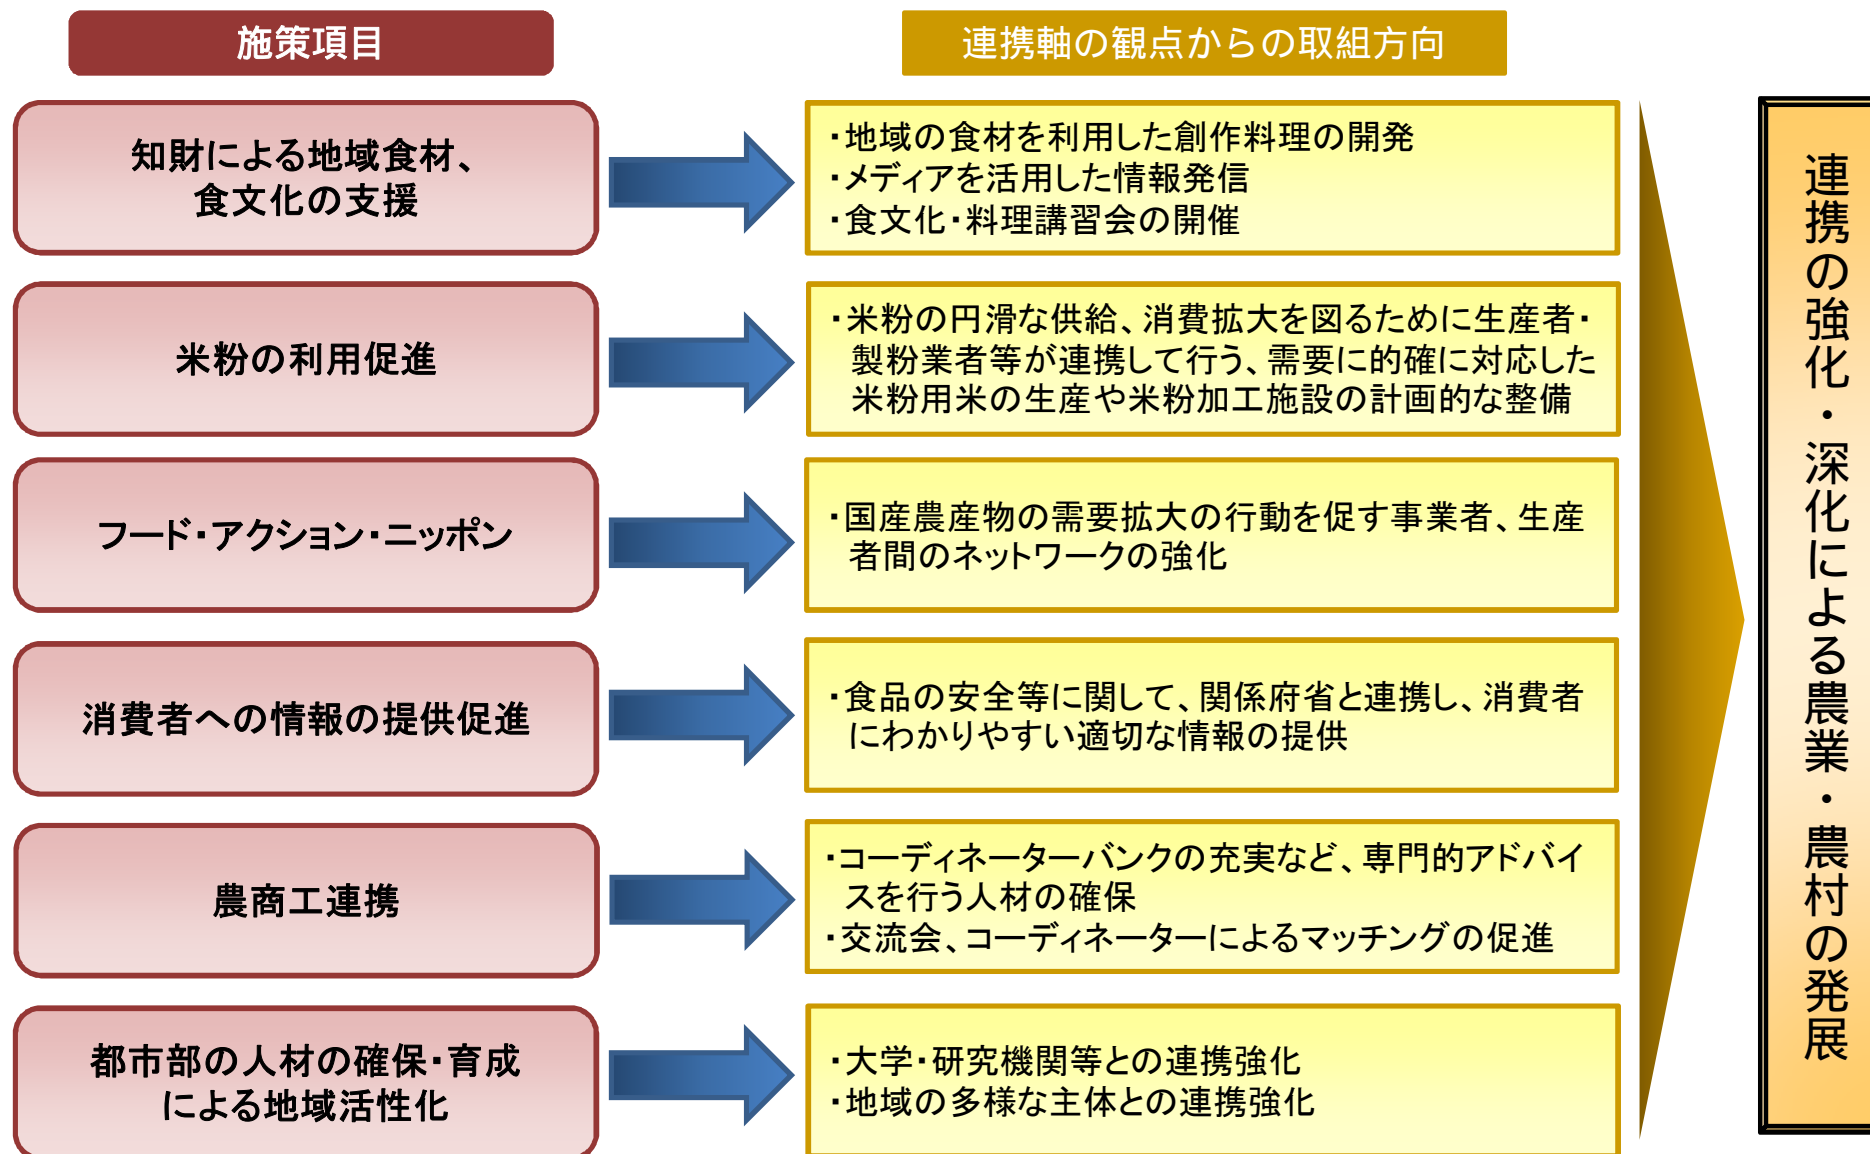 施策項目
連携軸の観点からの取組方向
知財による地域食材、
食文化の支援
・地域の食材を利用した創作料理の開発
・メディアを活用した情報発信
・食文化・料理講習会の開催
米粉の利用促進
・米粉の円滑な供給、消費拡大を図るために生産者・
製粉業者等が連携して行う、需要に的確に対応した
米粉用米の生産や米粉加工施設の計画的な整備
フード・アクション・ニッポン
・国産農産物の需要拡大の行動を促す事業者、生産
者間のネットワークの強化
消費者への情報の提供促進
・食品の安全等に関して、関係府省と連携し、消費者
にわかりやすい適切な情報の提供
農商工連携
・コーディネーターバンクの充実など、専門的アドバイ
スを行う人材の確保
・交流会、コーディネーターによるマッチングの促進
都市部の人材の確保・育成
による地域活性化
・大学・研究機関等との連携強化
・地域の多様な主体との連携強化
連携の強化・深化による農業・農村の発展